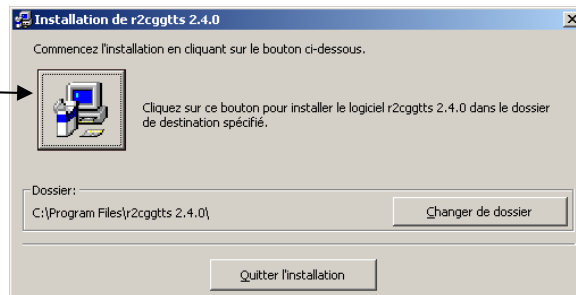 Installation de r2cggtts 2.4.0
Commencez l'installation en cliquant sur le bouton ci-dessous.
Cliquez sur ce bouton pour installer le logiciel r2cggtts 2.4.0 dans le dossier
de destination spécifié.
Dossier:
C:\Program Files\r2cggtts 2.4.0\
Changer de dossier
Quitter l'installation